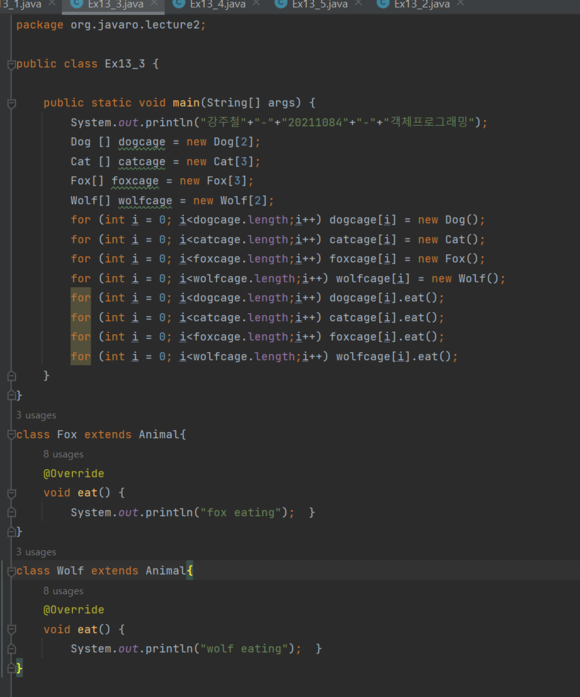 13_1.java Ex13_3.java Ex13_4.java Ex13_5.java Ex13_2.java
package org.javaro.lecture2;
public class Ex13_3 {
public static void main(String[] args) {
System.out.println("강주철"+"-"+"20211084"+"-"+"객체프로그래밍");
Dog [] dogcage = new Dog[2];
Cat [] catcage = new Cat[3];
Fox[] foxcage = new Fox[3];
Wolf[] wolfcage = new Wolf[2];
for (int i = 0; i<dogcage.length;i++) dogcage[i] = new Dog();
for (int i = 0; i<catcage.length;i++) catcage[i] = new Cat();
for (int i = 0; i<foxcage.length;i++) foxcage[i] = new Fox();
for (int i = 0; i<wolfcage.length;i++) wolfcage[i] = new Wolf();
for (int i = 0; i<dogcage.length;i++) dogcage[i].eat();
for (int i = 0; i<catcage.length;i++) catcage[i].eat();
for (int i = 0; i<foxcage.length;i++) foxcage[i].eat();
for (int i = 0; i<wolfcage.length;i++) wolfcage[i].eat();
}
}
3 usages
class Fox extends Animal{
8 usages
@Override
void eat() {
System.out.println("fox eating"); }
}
3 usages
class Wolf extends Animal{
8 usages
@Override
void eat() {
System.out.println("wolf eating"); }
}